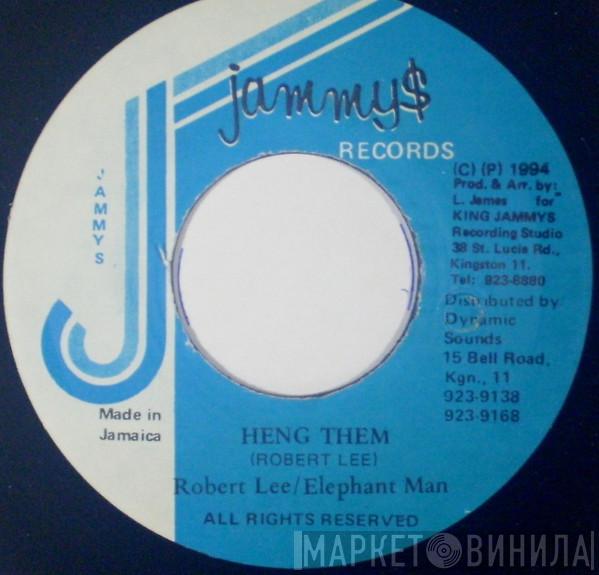 jammy$
RECORDS
JAMMYS
(C) (P) 1994
Prod. & Arr. by:
L. James for
KING JAMMYS
Recording Studio
38 St. Lucia Rd.,
Kingston 11.
Tel: 923-8880
Distributed by
Dynamic
Sounds
15 Bell Road,
Kgn., 11
923-9138
923-9168
Made in
Jamaica
HENG THEM
(ROBERT LEE)
Robert Lee/Elephant Man
ALL RIGHTS RESERVED
МАРКЕТ ВИНИЛА